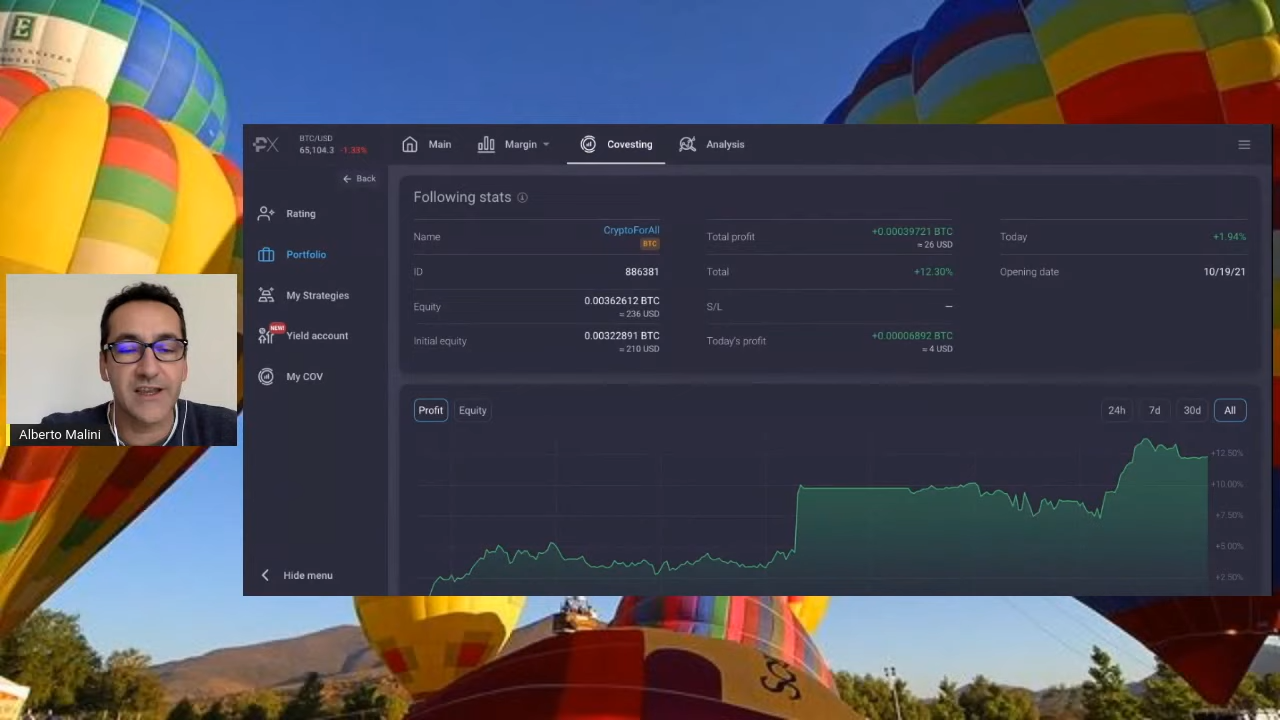 E
BTC/USD
65,104.3 -1.33%
Main
Margin
Covesting
Analysis
Back
Rating
Portfolio
My Strategies
NEW!
Yield account
My COV
Hide menu
Following stats
Name CryptoForAll
BTC
ID 886381
Equity 0.00362612 BTC
≈ 236 USD
Initial equity 0.00322891 BTC
≈ 210 USD
Total profit +0.00039721 BTC
≈ 26 USD
Total +12.30%
S/L –
Today's profit +0.00006892 BTC
≈ 4 USD
Today +1.94%
Opening date 10/19/21
Profit Equity
24h 7d 30d All
+12.50%
+10.00%
+7.50%
+5.00%
+2.50%
Alberto Malini